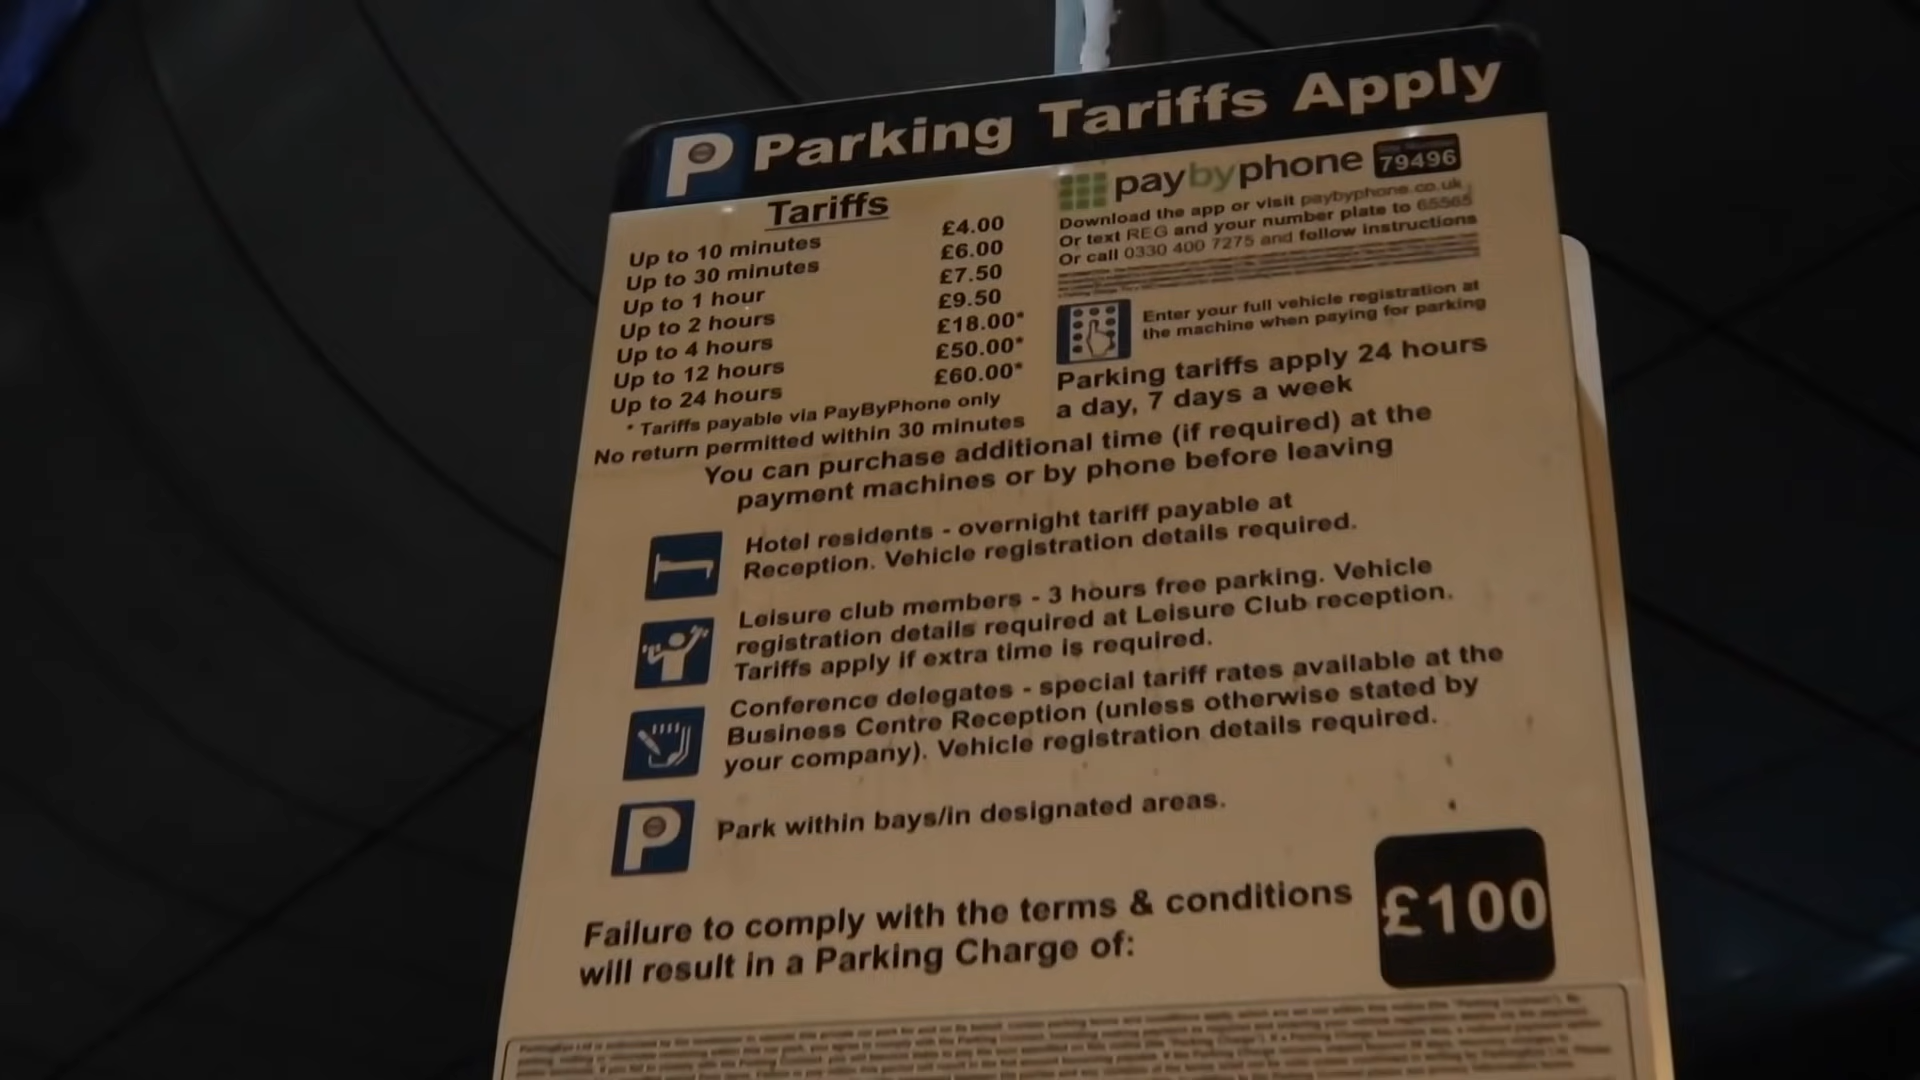 P Parking Tariffs Apply
Tariffs
Up to 10 minutes £4.00
Up to 30 minutes £6.00
Up to 1 hour £7.50
Up to 2 hours £9.50
Up to 4 hours £18.00*
Up to 12 hours £50.00*
Up to 24 hours £60.00*
* Tariffs payable via PayByPhone only
No return permitted within 30 minutes
paybyphone 79496
Download the app or visit paybyphone.co.uk
Or text REG and your number plate to 65565
Or call 0330 400 7275 and follow instructions
Enter your full vehicle registration at
the machine when paying for parking
Parking tariffs apply 24 hours
a day, 7 days a week
You can purchase additional time (if required) at the
payment machines or by phone before leaving
Hotel residents - overnight tariff payable at
Reception. Vehicle registration details required.
Leisure club members - 3 hours free parking. Vehicle
registration details required at Leisure Club reception.
Tariffs apply if extra time is required.
Conference delegates - special tariff rates available at the
Business Centre Reception (unless otherwise stated by
your company). Vehicle registration details required.
P Park within bays/in designated areas.
Failure to comply with the terms & conditions
will result in a Parking Charge of:
£100